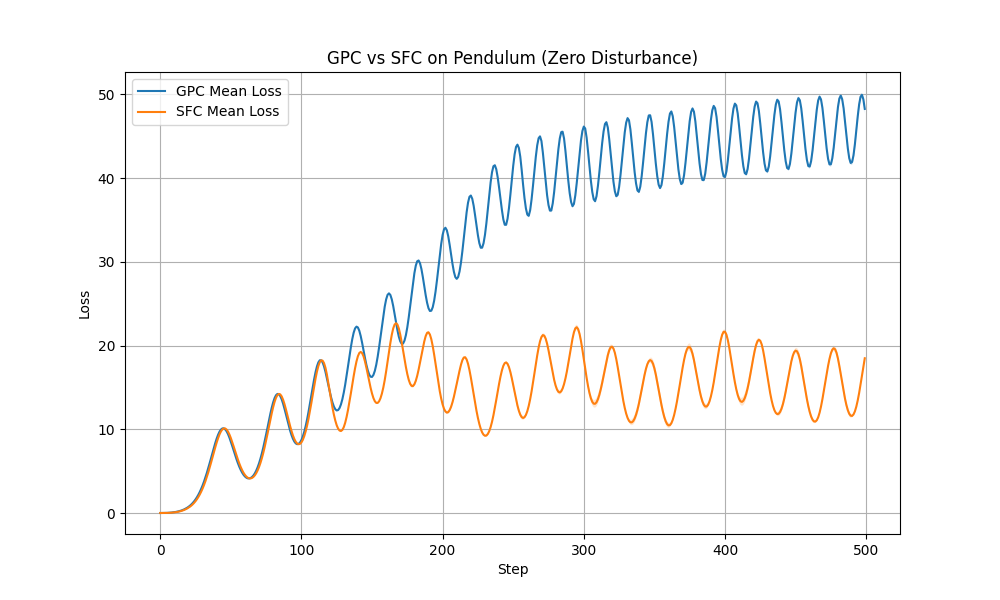 GPC vs SFC on Pendulum (Zero Disturbance)
GPC Mean Loss
SFC Mean Loss
50
40
30
20
10
0
Loss
0 100 200 300 400 500
Step